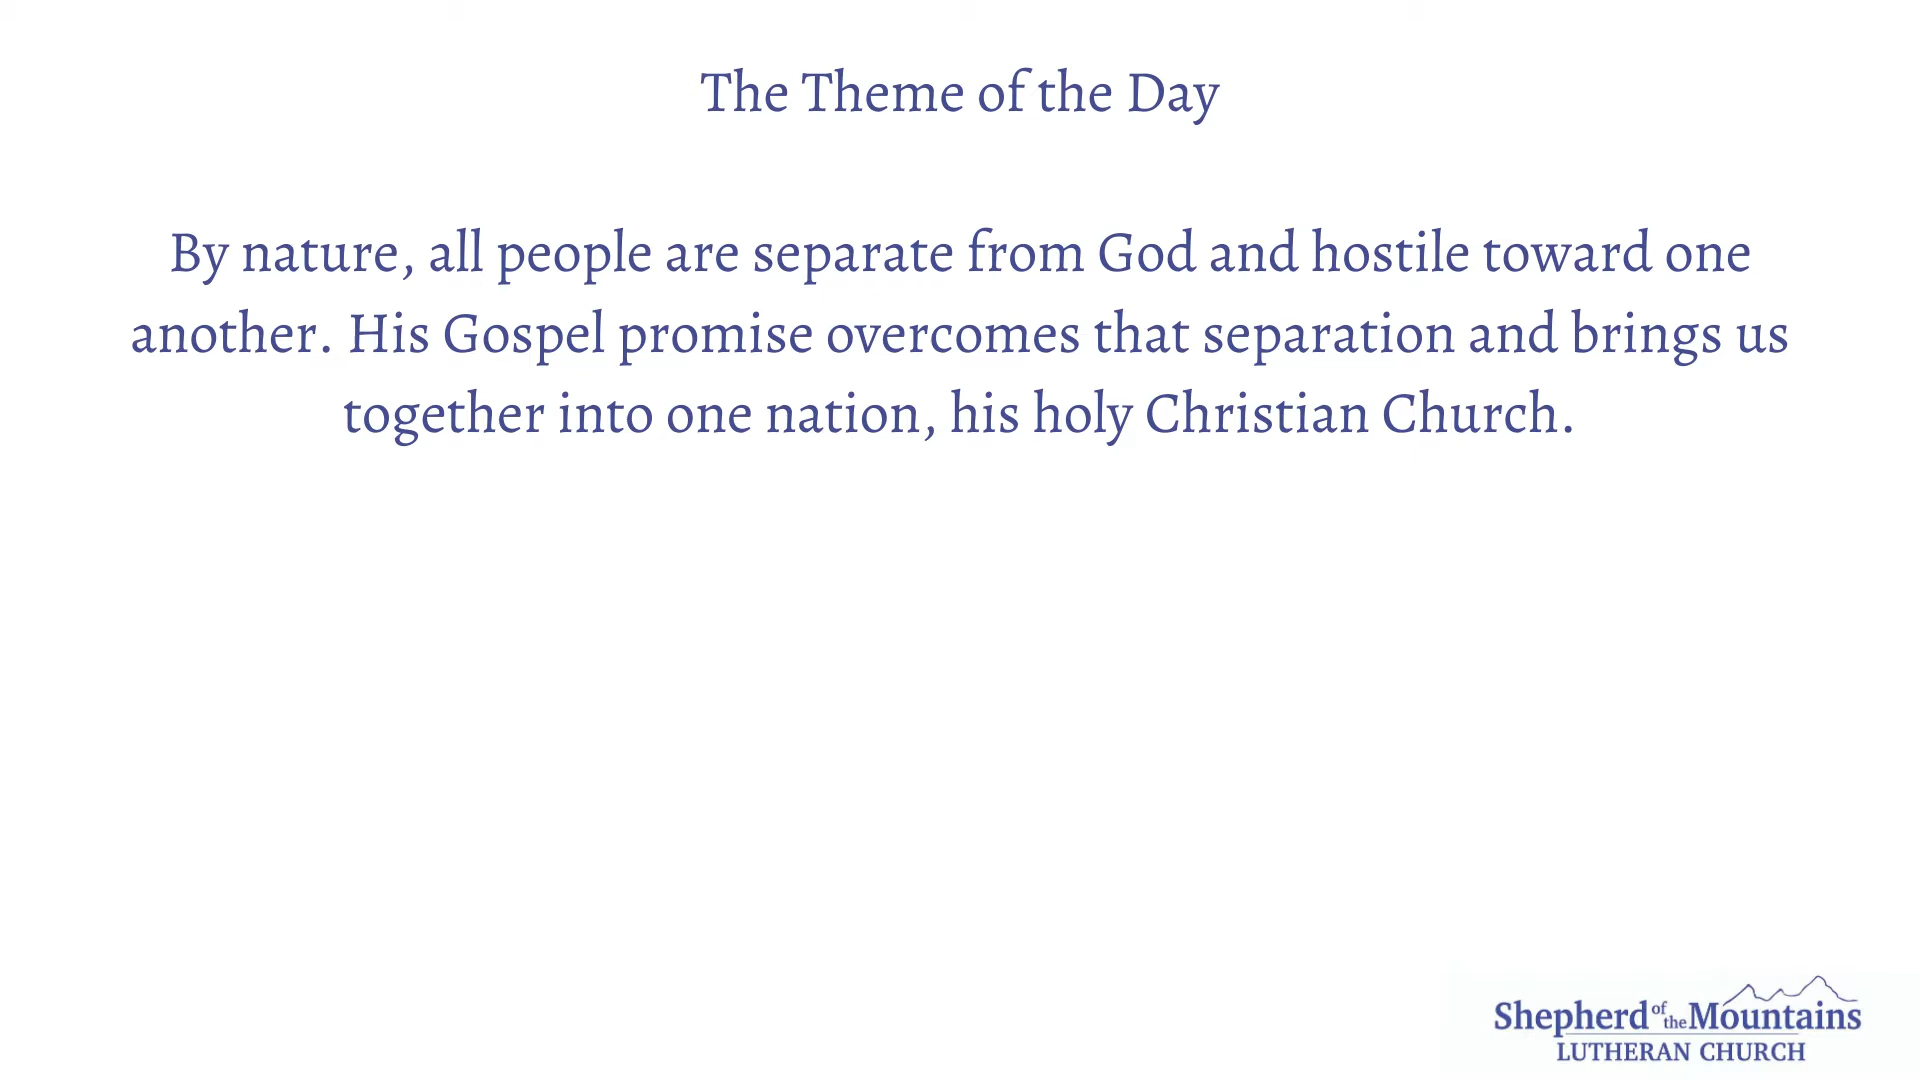 The Theme of the Day
By nature, all people are separate from God and hostile toward one
another. His Gospel promise overcomes that separation and brings us
together into one nation, his holy Christian Church.
Shepherd of the Mountains
LUTHERAN CHURCH